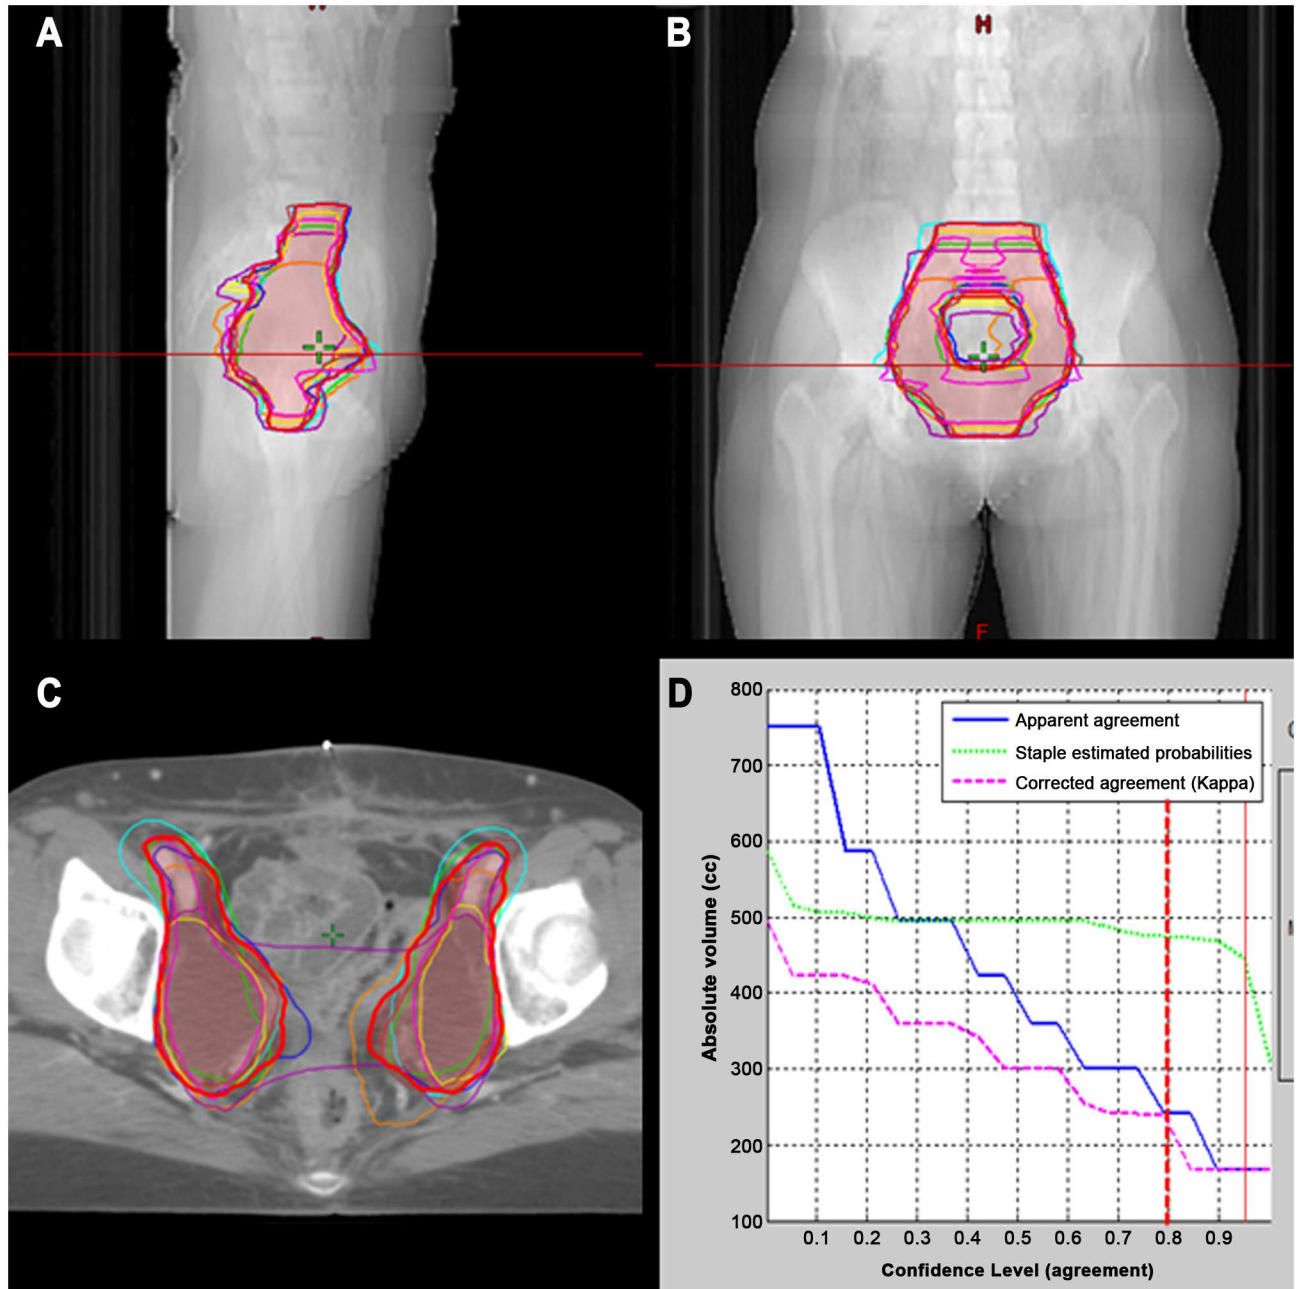 A
B
H
F
C
D
800
700
600
500
400
300
200
100
Absolute volume (cc)
Apparent agreement
Staple estimated probabilities
Corrected agreement (Kappa)
0.1 0.2 0.3 0.4 0.5 0.6 0.7 0.8 0.9
Confidence Level (agreement)